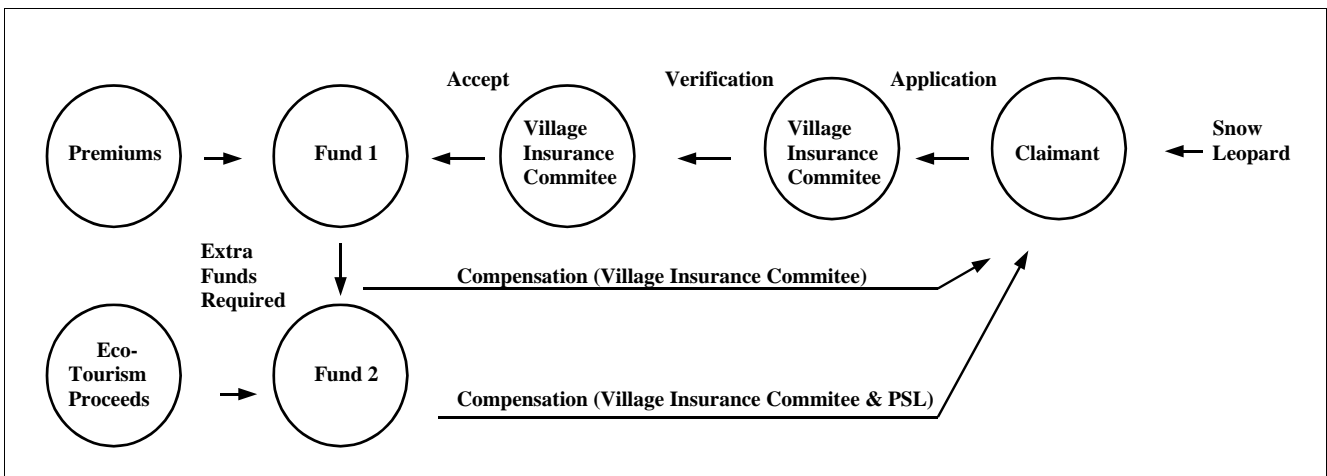 Accept
Verification
Application
Premiums
Fund 1
Village
Insurance
Commitee
Village
Insurance
Commitee
Claimant
Snow
Leopard
Extra
Funds
Required
Compensation (Village Insurance Commitee)
Eco-
Tourism
Proceeds
Fund 2
Compensation (Village Insurance Commitee & PSL)